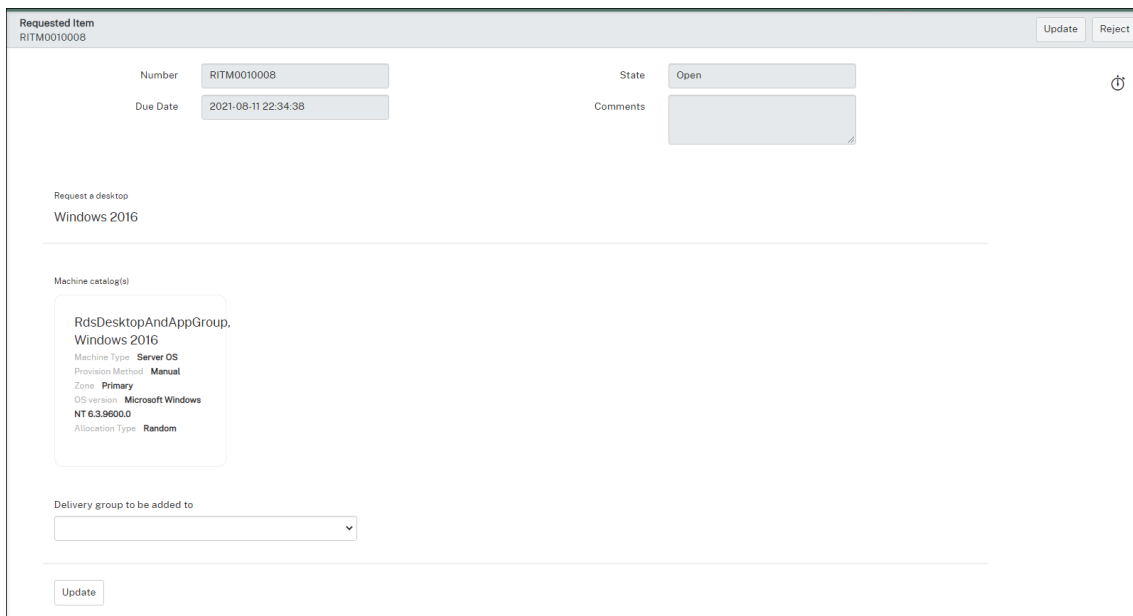 Requested Item
RITM0010008
Update
Reject
Number
RITM0010008
State
Open
Due Date
2021-08-11 22:34:38
Comments
Request a desktop
Windows 2016
Machine catalog(s)
RdsDesktopAndAppGroup,
Windows 2016
Machine Type Server OS
Provision Method Manual
Zone Primary
OS version Microsoft Windows
NT 6.3.9600.0
Allocation Type Random
Delivery group to be added to
Update